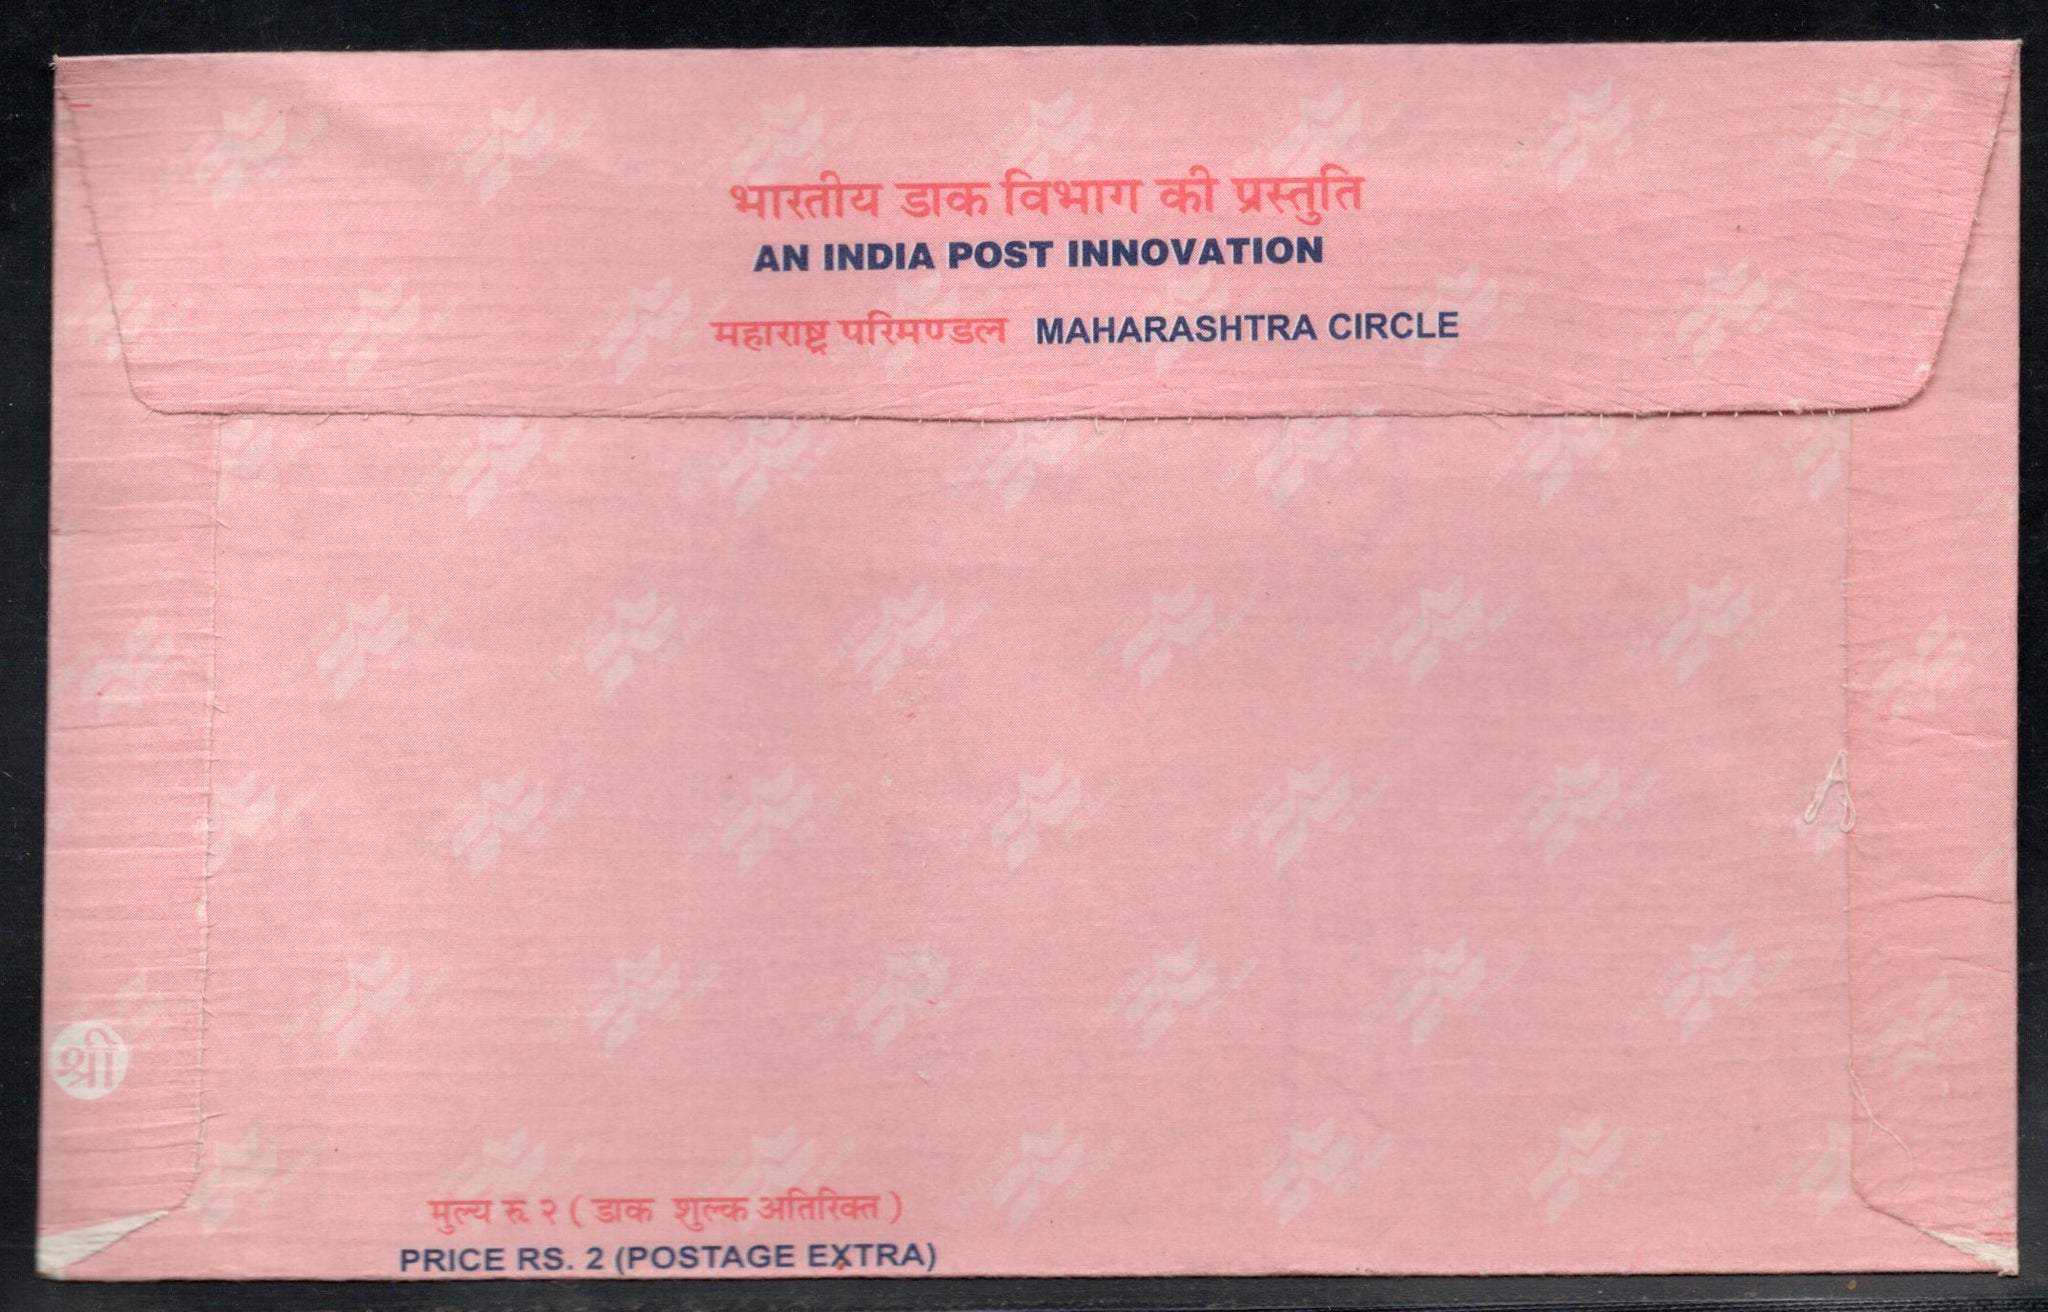 भारतीय डाक विभाग की प्रस्तुति
AN INDIA POST INNOVATION
महाराष्ट्र परिमण्डल MAHARASHTRA CIRCLE
श्री
मुल्य रू २ ( डाक शुल्क अतिरिक्त )
PRICE RS. 2 (POSTAGE EXTRA)